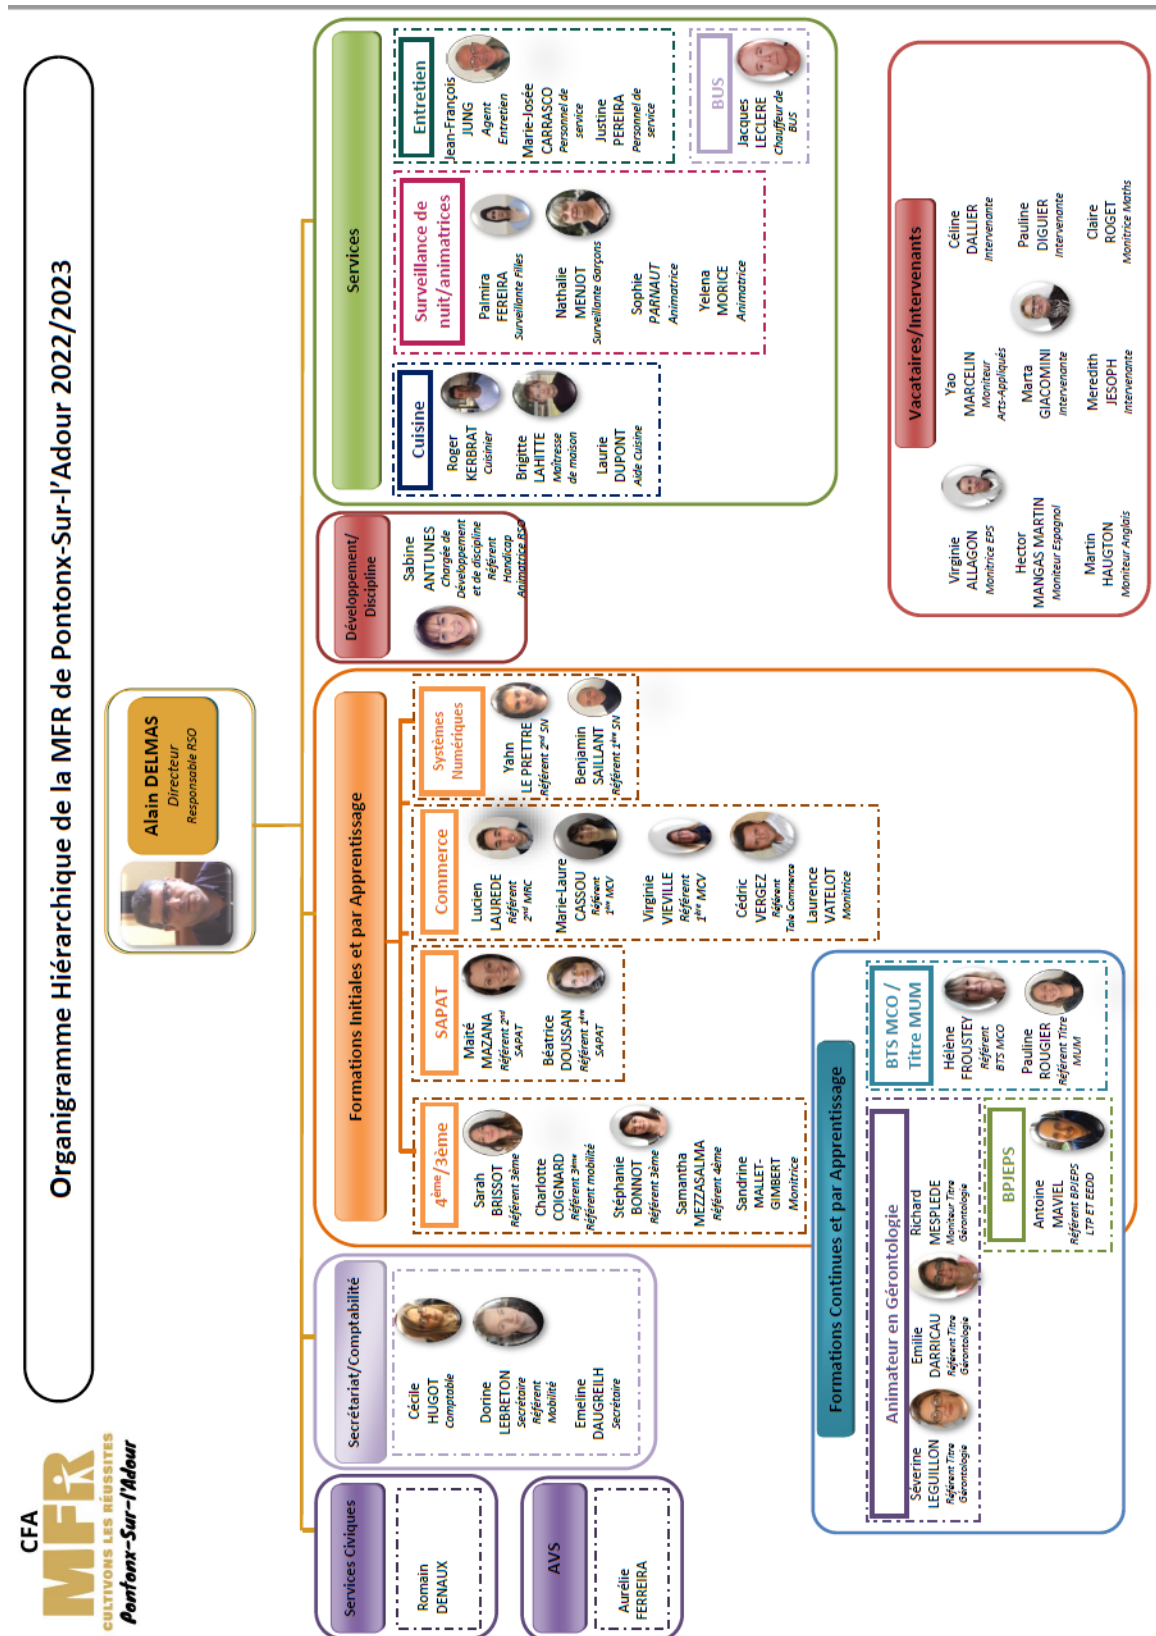 CFA
MFR
CULTIVONS LES RÉUSSITES
Pontonx-Sur-l'Adour
Organigramme Hiérarchique de la MFR de Pontonx-Sur-l'Adour 2022/2023
Alain DELMAS
Directeur
Responsable RSO
Services Civiques
Romain
DENAUX
AVS
Aurélie
FERREIRA
Secrétariat/Comptabilité
Cécile
HUGOT
Comptable
Dorine
LEBRETON
Secrétaire
Référent
Mobilité
Emeline
DAUGREILH
Secrétaire
Formations Initiales et par Apprentissage
4ème/3ème
Sarah
BRISSOT
Référent 3ème
Charlotte
COIGNARD
Référent 3ème
Référent mobilité
Stéphanie
BONNOT
Référent 3ème
Samantha
MEZZASALMA
Référent 4ème
Sandrine
MALLET-
GIMBERT
Monitrice
SAPAT
Maité
MAZANA
Référent 2nd
SAPAT
Béatrice
DOUSSAN
Référent 1ère
SAPAT
Commerce
Lucien
LAUREDE
Référent
2nd MRC
Marie-Laure
CASSOU
Référent
1ère MCV
Virginie
VIEVILLE
Référent
1ère MCV
Cédric
VERGEZ
Référent
Tale Commerce
Laurence
VATELOT
Monitrice
Systèmes
Numériques
Yahn
LE PRETTRE
Référent 2nd SN
Benjamin
SAILLANT
Référent 1ère SN
Développement/
Discipline
Sabine
ANTUNES
Chargée de
Développement
et de discipline
Référent
Handicap
Animatrice RSO
Services
Cuisine
Roger
KERBRAT
Cuisinier
Brigitte
LAHITTE
Maîtresse
de maison
Laurie
DUPONT
Aide Cuisine
Surveillance de
nuit/animatrices
Palmira
FEREIRA
Surveillante Filles
Nathalie
MENJOT
Surveillante Garçons
Sophie
PARNAUT
Animatrice
Yelena
MORICE
Animatrice
Entretien
Jean-François
JUNG
Agent
Entretien
Marie-Josée
CARRASCO
Personnel de
service
Justine
PEREIRA
Personnel de
service
BUS
Jacques
LECLERE
Chauffeur de
BUS
Formations Continues et par Apprentissage
Animateur en Gérontologie
Séverine
LEGUILLON
Référent Titre
Gérontologie
Emilie
DARRICAU
Référent Titre
Gérontologie
Richard
MESPLEDE
Moniteur Titre
Gérontologie
BTS MCO /
Titre MUM
Hélène
FROUSTEY
Référent
BTS MCO
Pauline
ROUGIER
Référent Titre
MUM
BPJEPS
Antoine
MAVIEL
Référent BPJEPS
LTP ET EEDD
Vacataires/Intervenants
Virginie
ALLAGON
Monitrice EPS
Yao
MARCELIN
Moniteur
Arts-Appliqués
Céline
DALLIER
Intervenante
Hector
MANGAS MARTIN
Moniteur Espagnol
Marta
GIACOMINI
Intervenante
Pauline
DIGUIER
Intervenante
Martin
HAUGTON
Moniteur Anglais
Meredith
JESOPH
Intervenante
Claire
ROGET
Monitrice Maths